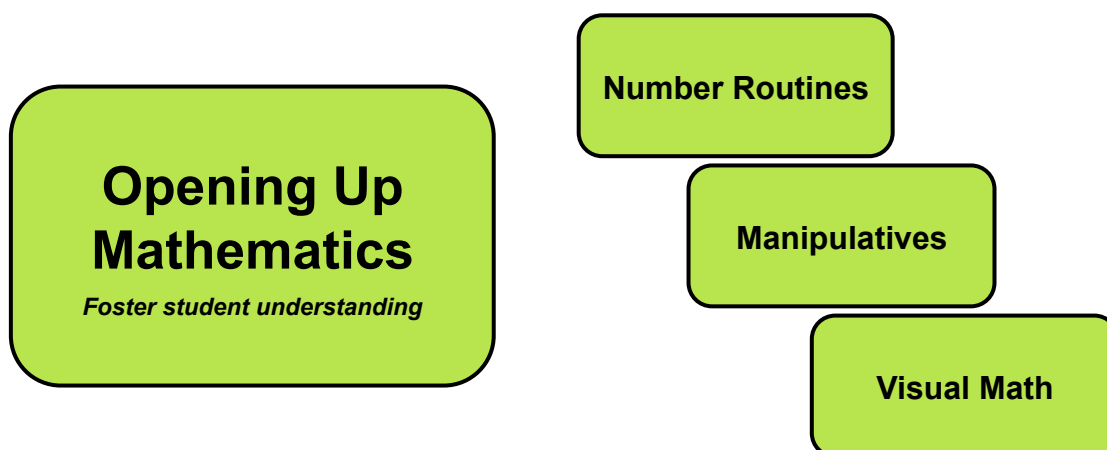 Opening Up
Mathematics
Foster student understanding
Number Routines
Manipulatives
Visual Math